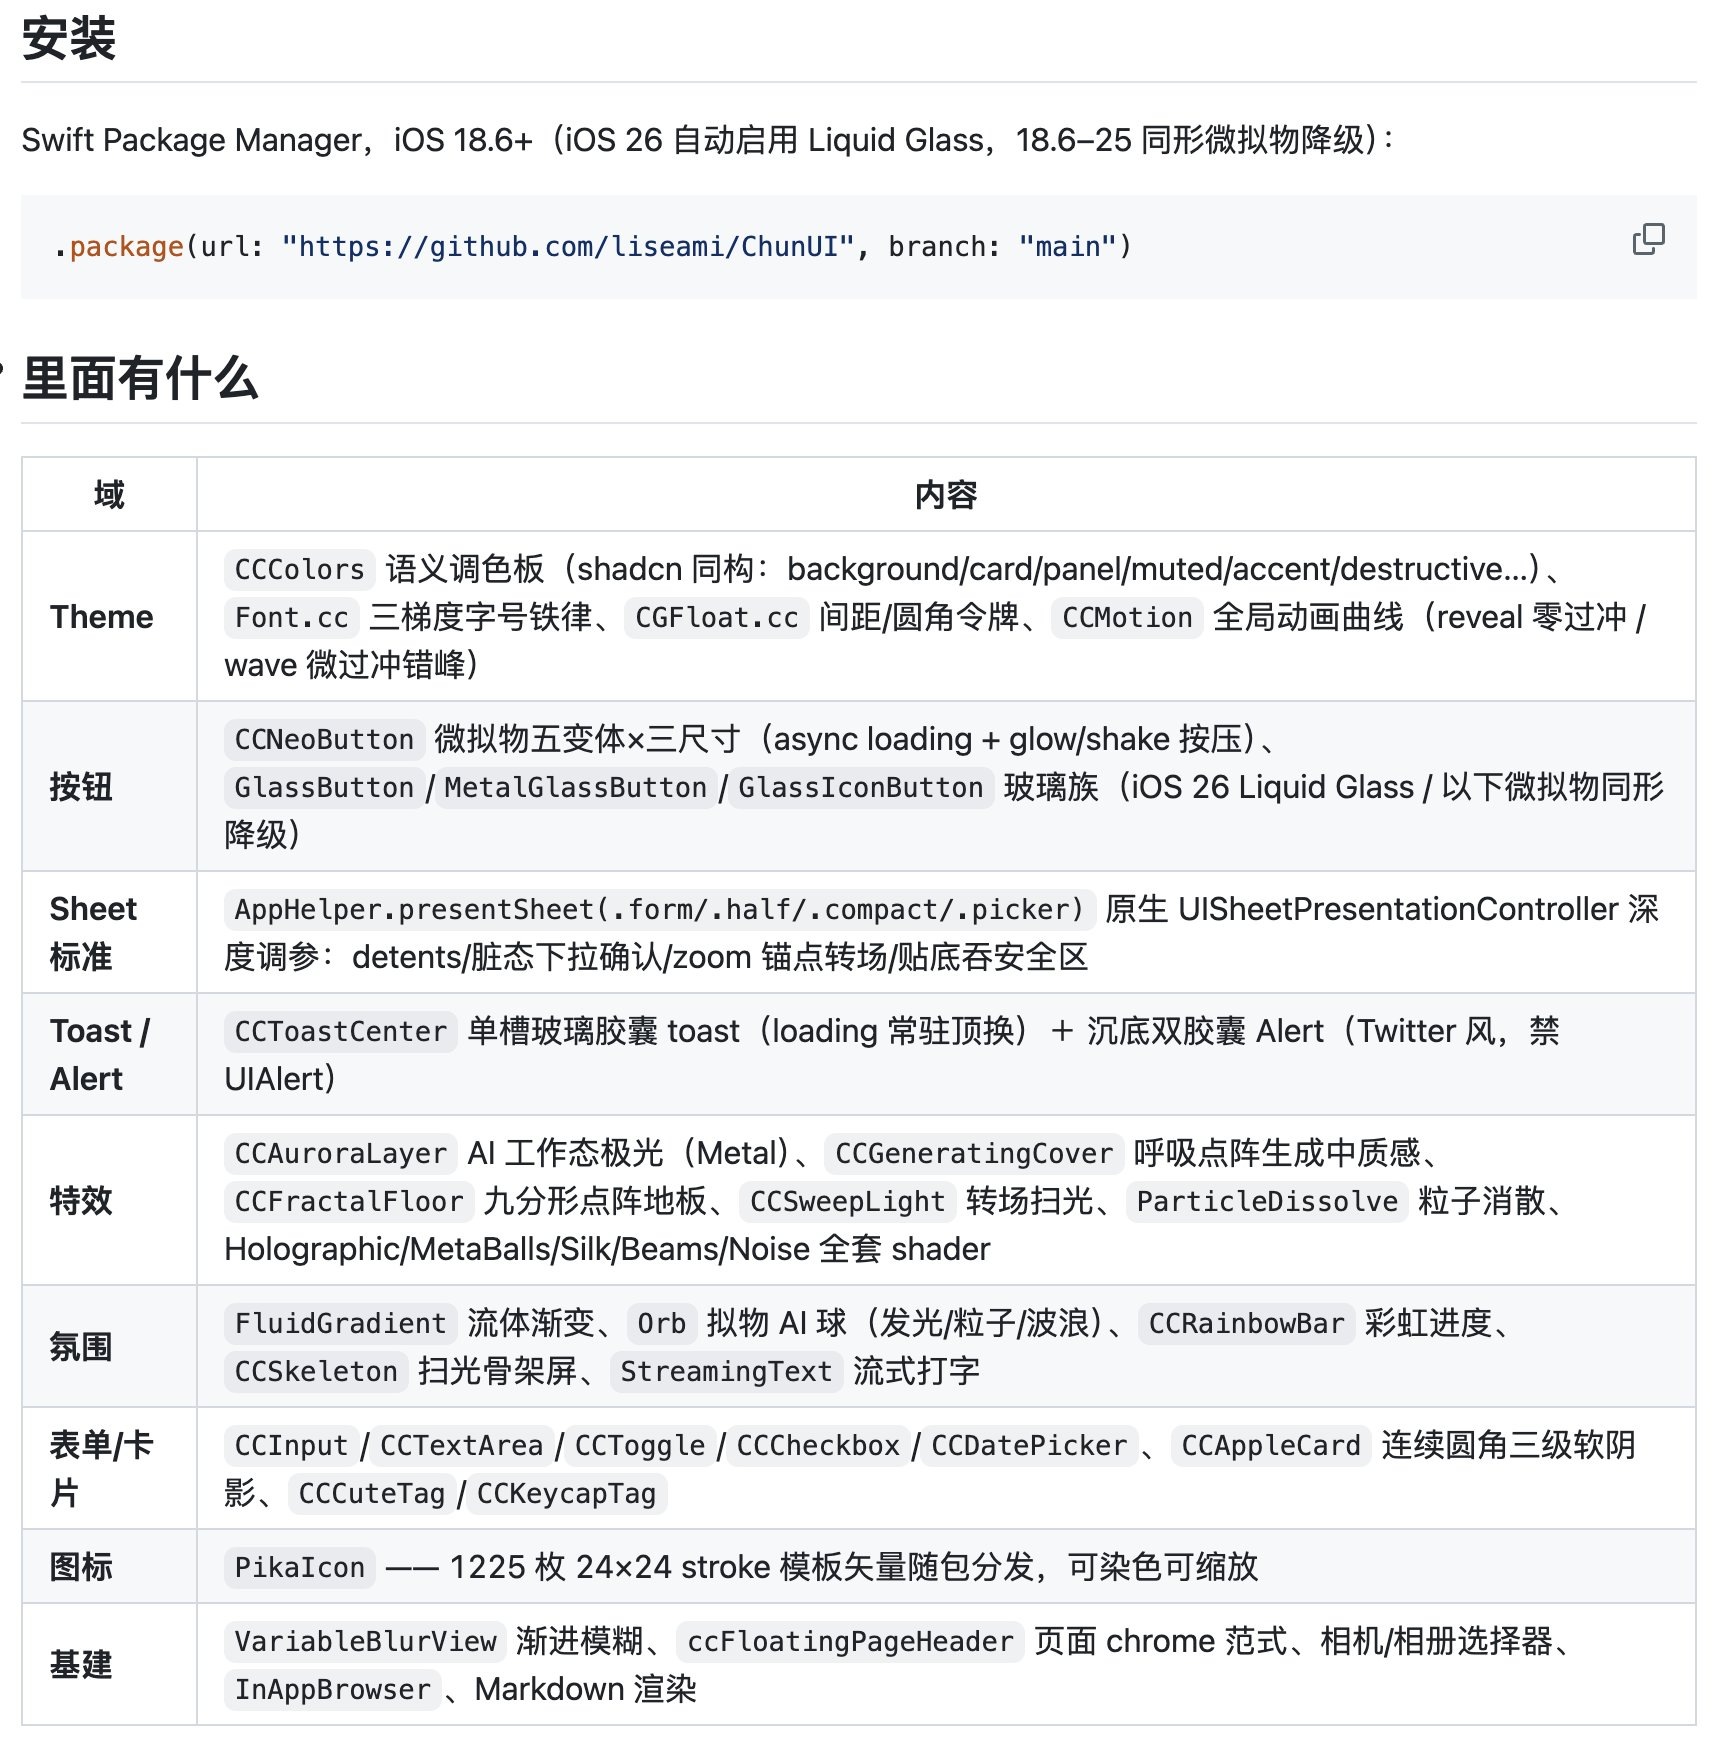 安装
Swift Package Manager，iOS 18.6+（iOS 26 自动启用 Liquid Glass，18.6–25 同形微拟物降级）：
.package(url: "https://github.com/liseami/ChunUI", branch: "main")
里面有什么
域 内容
Theme
CCColors 语义调色板（shadcn 同构：background/card/panel/muted/accent/destructive…）、
Font.cc 三梯度字号铁律、CGFloat.cc 间距/圆角令牌、CCMotion 全局动画曲线（reveal 零过冲 /
wave 微过冲错峰）
按钮
CCNeoButton 微拟物五变体×三尺寸（async loading + glow/shake 按压）、
GlassButton/MetalGlassButton/GlassIconButton 玻璃族（iOS 26 Liquid Glass / 以下微拟物同形
降级）
Sheet
标准
AppHelper.presentSheet(.form/.half/.compact/.picker) 原生 UISheetPresentationController 深
度调参：detents/脏态下拉确认/zoom 锚点转场/贴底吞安全区
Toast /
Alert
CCToastCenter 单槽玻璃胶囊 toast（loading 常驻顶换）＋ 沉底双胶囊 Alert（Twitter 风，禁
UIAlert）
特效
CCAuroraLayer AI 工作态极光（Metal）、CCGeneratingCover 呼吸点阵生成中质感、
CCFractalFloor 九分形点阵地板、CCSweepLight 转场扫光、ParticleDissolve 粒子消散、
Holographic/MetaBalls/Silk/Beams/Noise 全套 shader
氛围
FluidGradient 流体渐变、Orb 拟物 AI 球（发光/粒子/波浪）、CCRainbowBar 彩虹进度、
CCSkeleton 扫光骨架屏、StreamingText 流式打字
表单/卡
片
CCInput/CCTextArea/CCToggle/CCCheckbox/CCDatePicker、CCAppleCard 连续圆角三级软阴
影、CCCuteTag/CCKeycapTag
图标
PikaIcon —— 1225 枚 24×24 stroke 模板矢量随包分发，可染色可缩放
基建
VariableBlurView 渐进模糊、ccFloatingPageHeader 页面 chrome 范式、相机/相册选择器、
InAppBrowser、Markdown 渲染